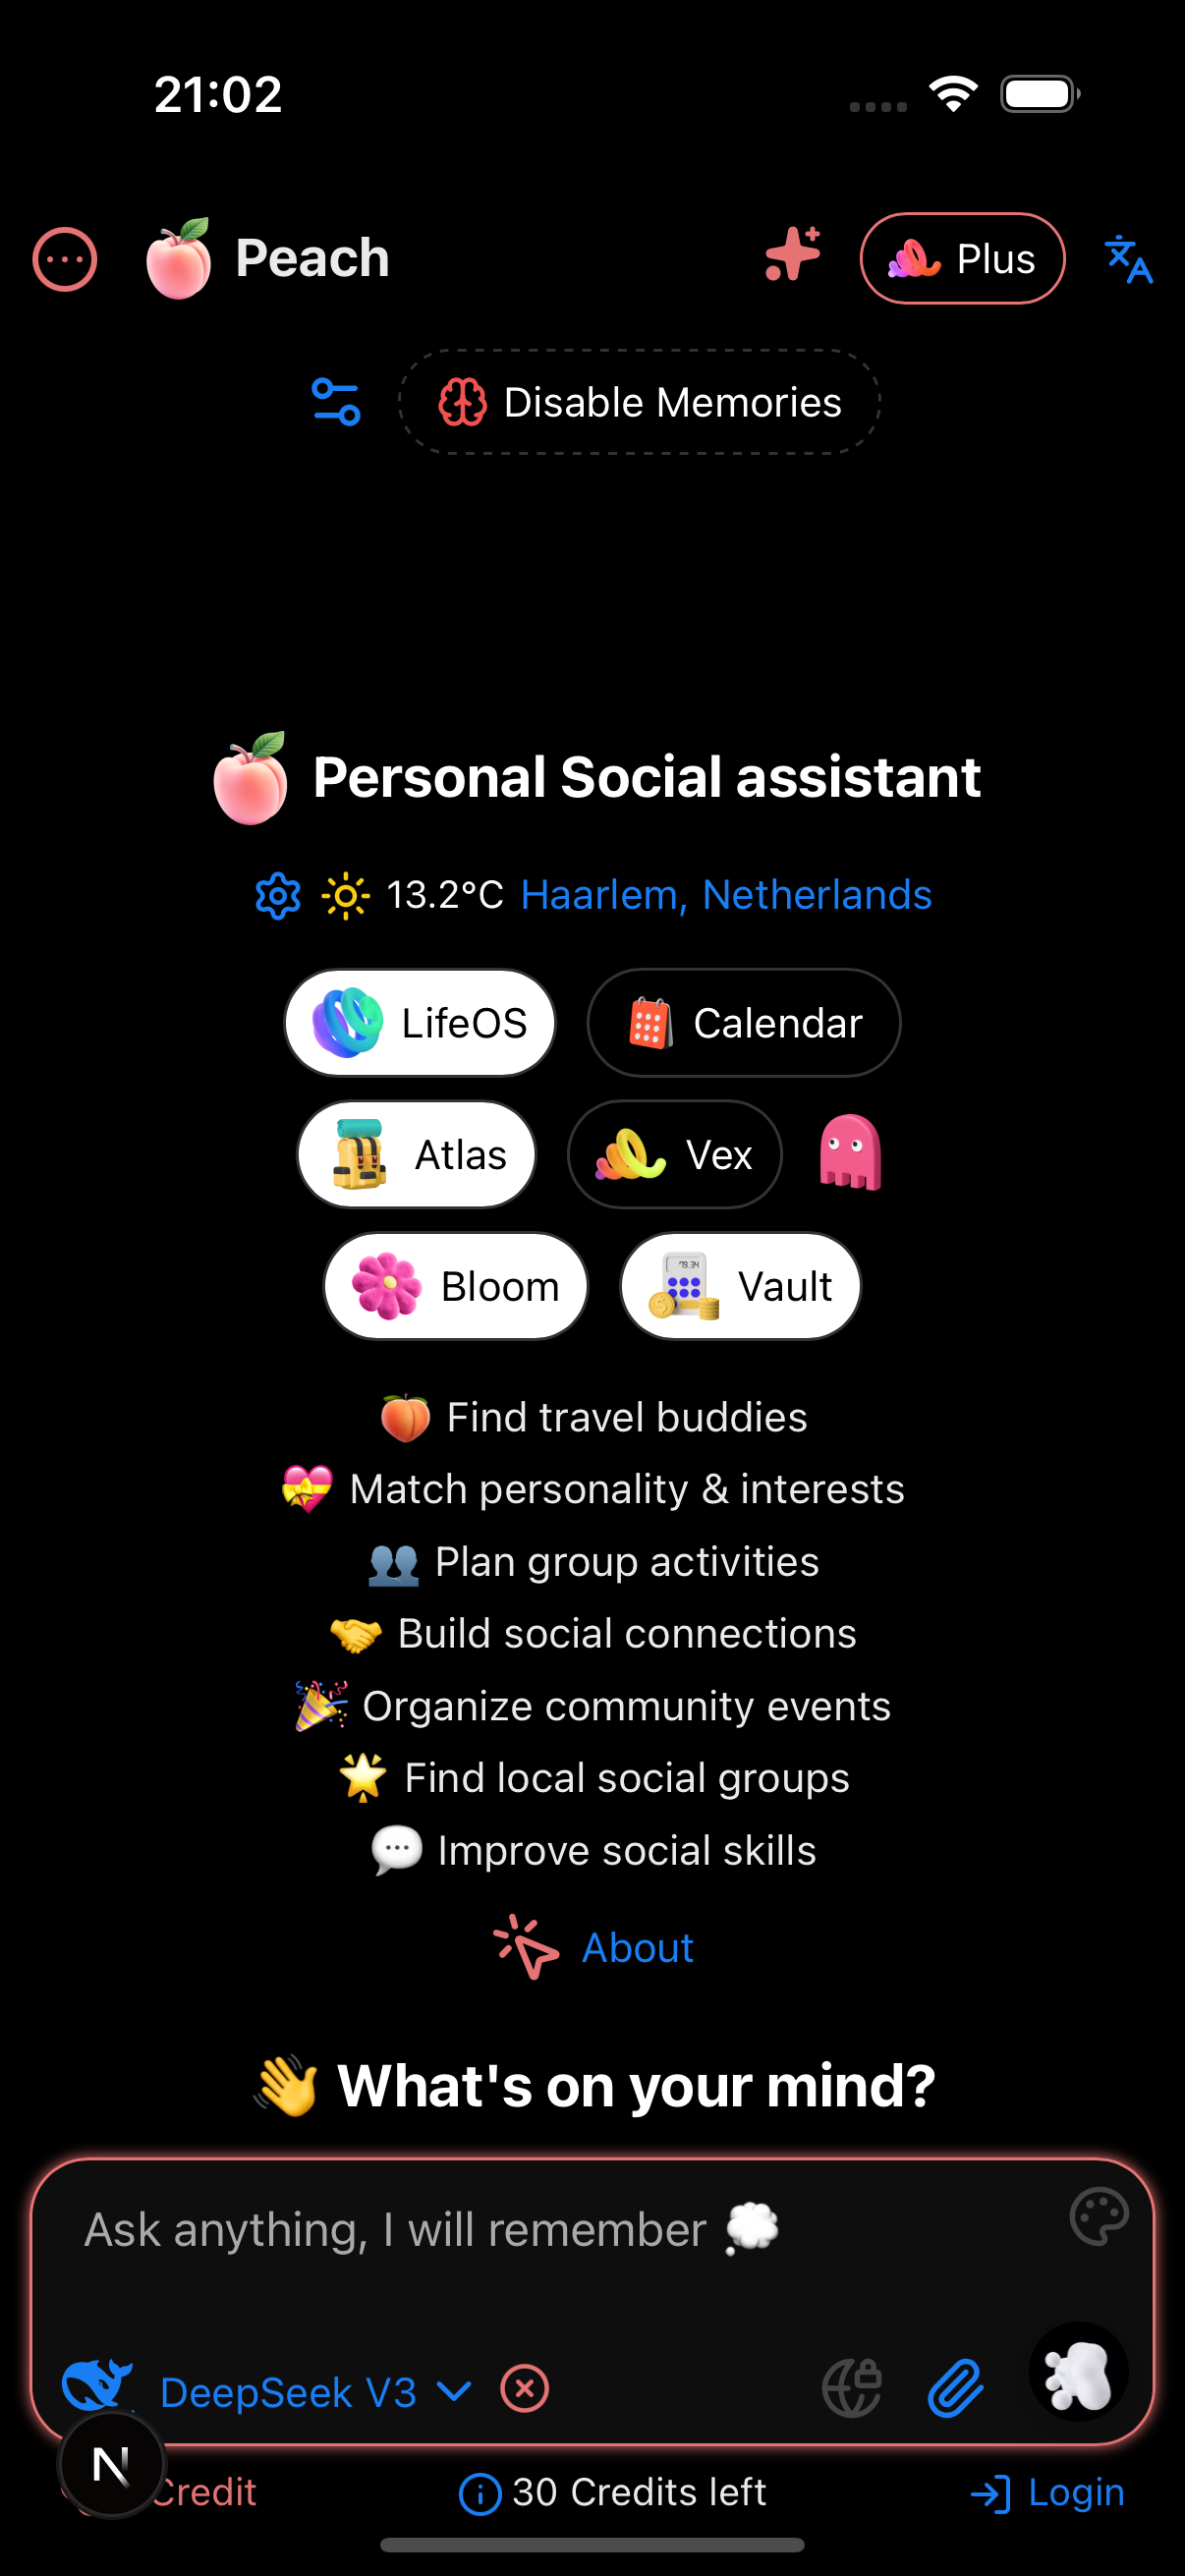 21:02
Peach
Plus
Disable Memories
Personal Social assistant
13.2°C Haarlem, Netherlands
LifeOS Calendar
Atlas Vex
Bloom Vault
Find travel buddies
Match personality & interests
Plan group activities
Build social connections
Organize community events
Find local social groups
Improve social skills
About
What's on your mind?
Ask anything, I will remember
DeepSeek V3
N
Credit
30 Credits left
Login